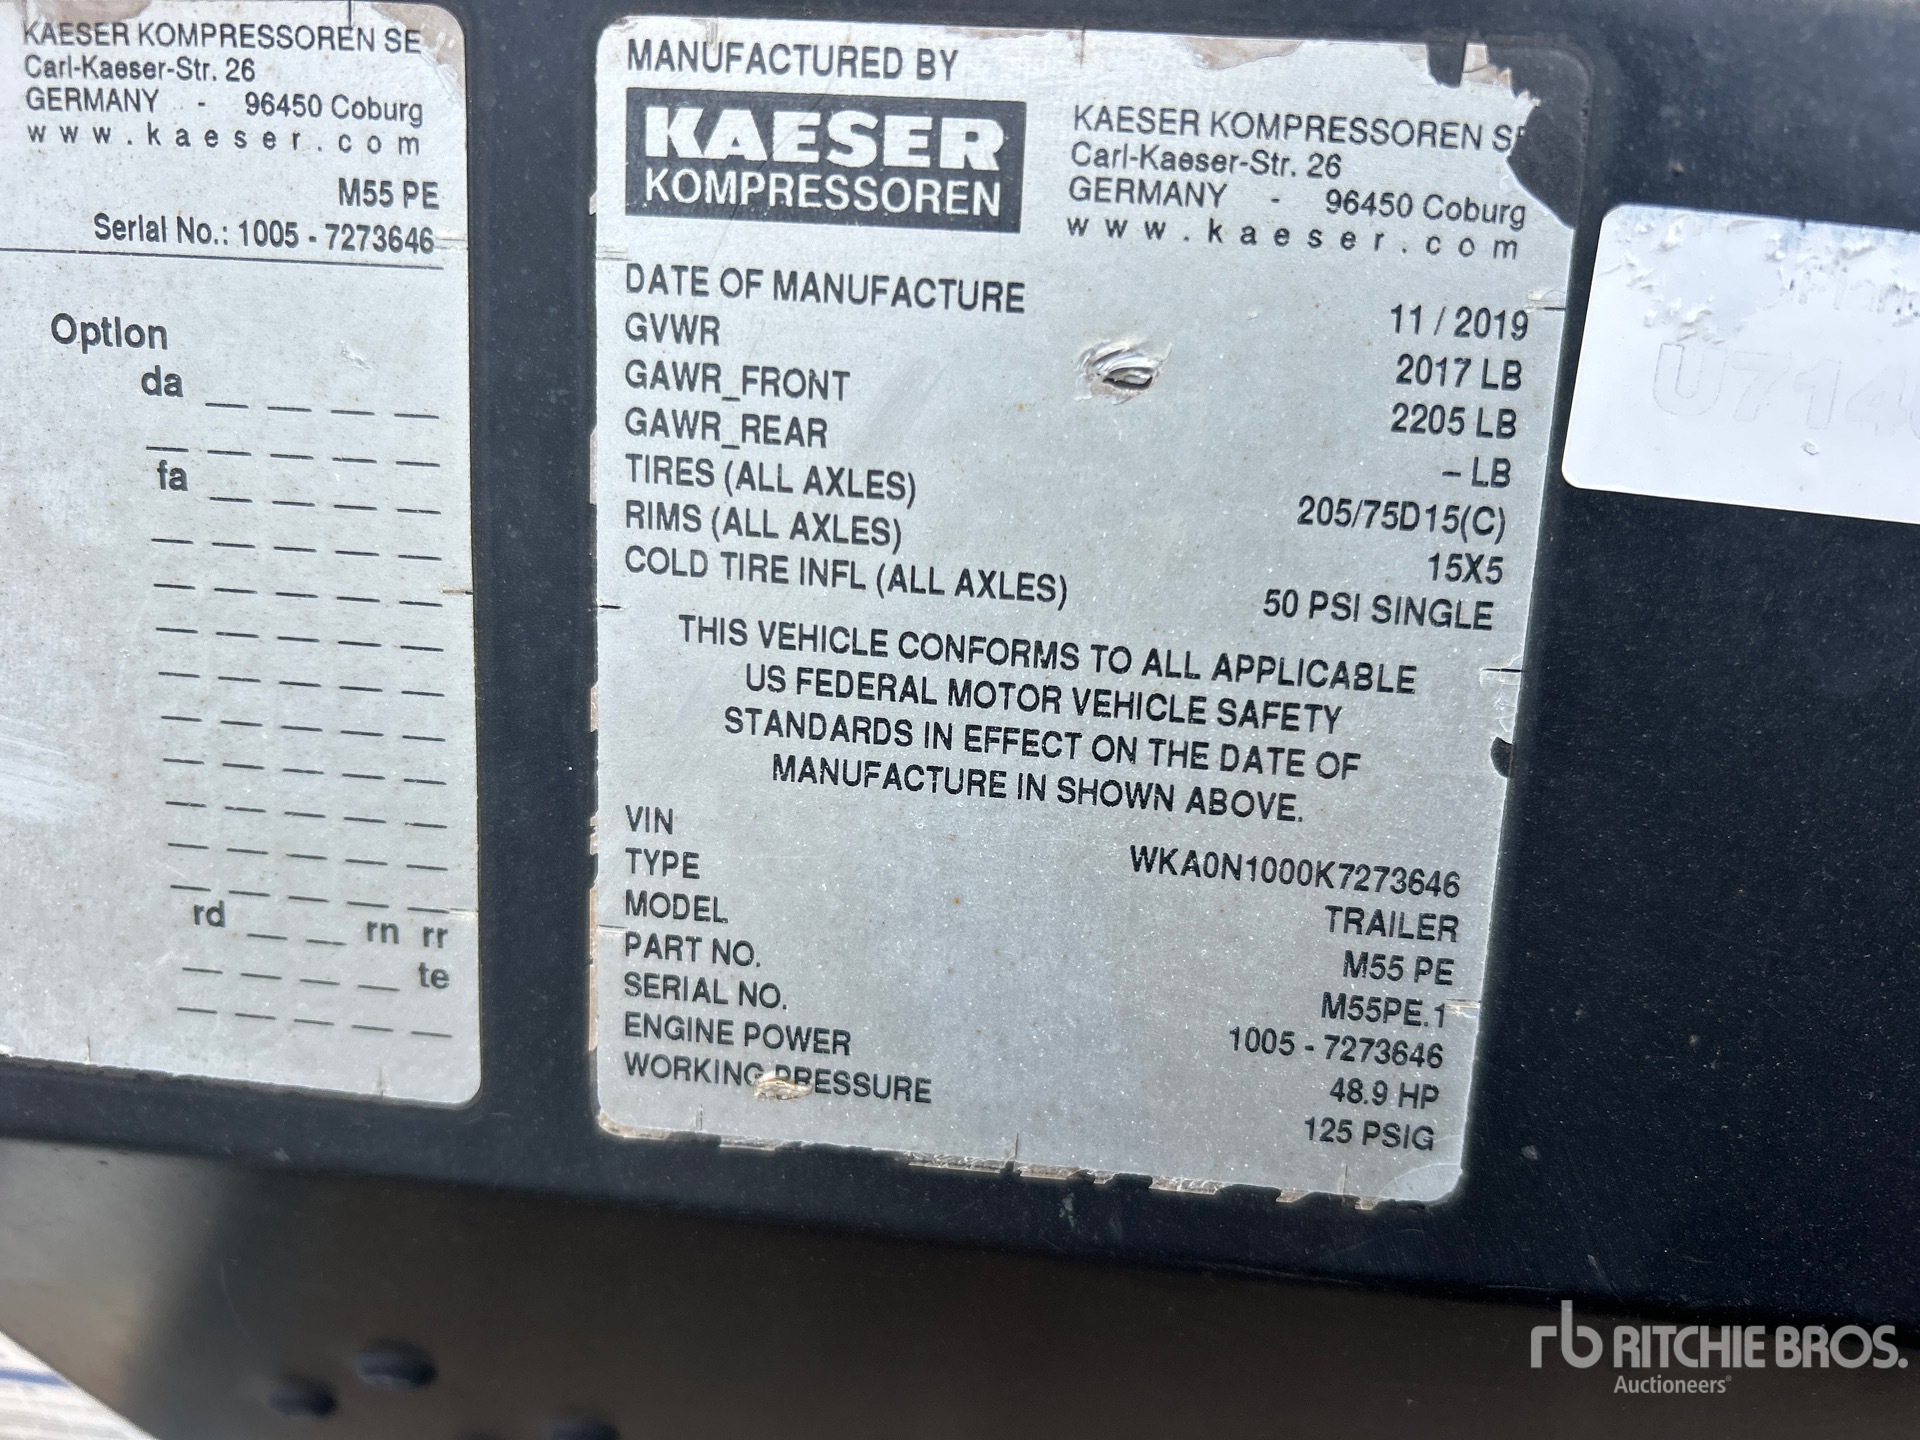 KAESER KOMPRESSOREN SE
Carl-Kaeser-Str. 26
GERMANY - 96450 Coburg
www.kaeser.com
M55 PE
Serial No.: 1005 - 7273646
Option
da _ _ _ _
_ _ _ _ _
fa _ _ _ _
_ _ _ _ _
_ _ _ _ _
_ _ _ _ _
_ _ _ _ _
_ _ _ _ _
_ _ _ _ _
_ _ _ _ _
_ _ _ _ _
_ _ _ _ _
rd _ _ rn rr
_ _ _ _ te
_ _ _ _ _
MANUFACTURED BY
KAESER
KOMPRESSOREN
KAESER KOMPRESSOREN SE
Carl-Kaeser-Str. 26
GERMANY - 96450 Coburg
www.kaeser.com
DATE OF MANUFACTURE 11 / 2019
GVWR 2017 LB
GAWR_FRONT 2205 LB
GAWR_REAR – LB
TIRES (ALL AXLES) 205/75D15(C)
RIMS (ALL AXLES) 15X5
COLD TIRE INFL (ALL AXLES) 50 PSI SINGLE
THIS VEHICLE CONFORMS TO ALL APPLICABLE
US FEDERAL MOTOR VEHICLE SAFETY
STANDARDS IN EFFECT ON THE DATE OF
MANUFACTURE IN SHOWN ABOVE.
VIN WKA0N1000K7273646
TYPE TRAILER
MODEL M55 PE
PART NO. M55PE.1
SERIAL NO. 1005 - 7273646
ENGINE POWER 48.9 HP
WORKING PRESSURE 125 PSIG
rb RITCHIE BROS.
Auctioneers